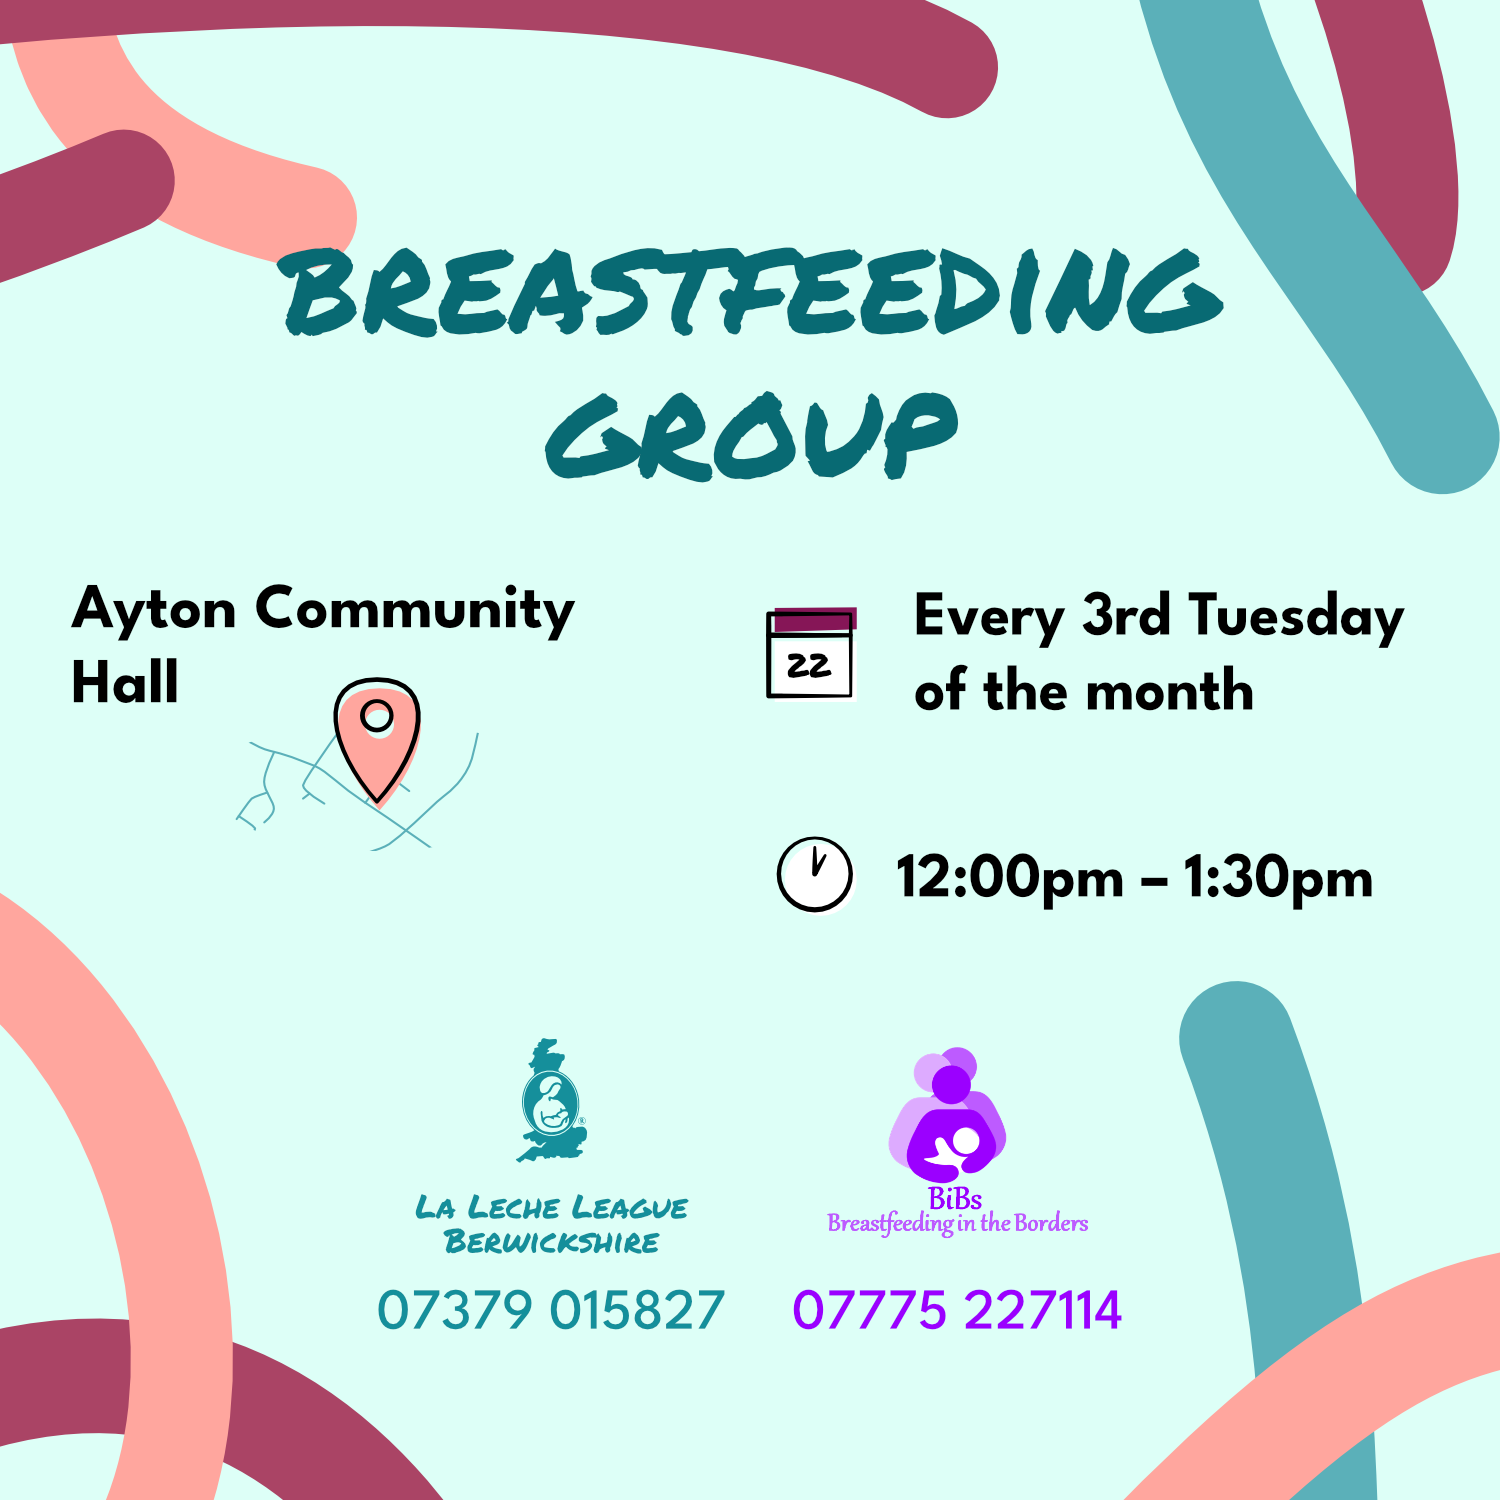 BREASTFEEDING
GROUP
Ayton Community
Hall
22
Every 3rd Tuesday
of the month
12:00pm – 1:30pm
®
La Leche League
Berwickshire
07379 015827
BiBs
Breastfeeding in the Borders
07775 227114